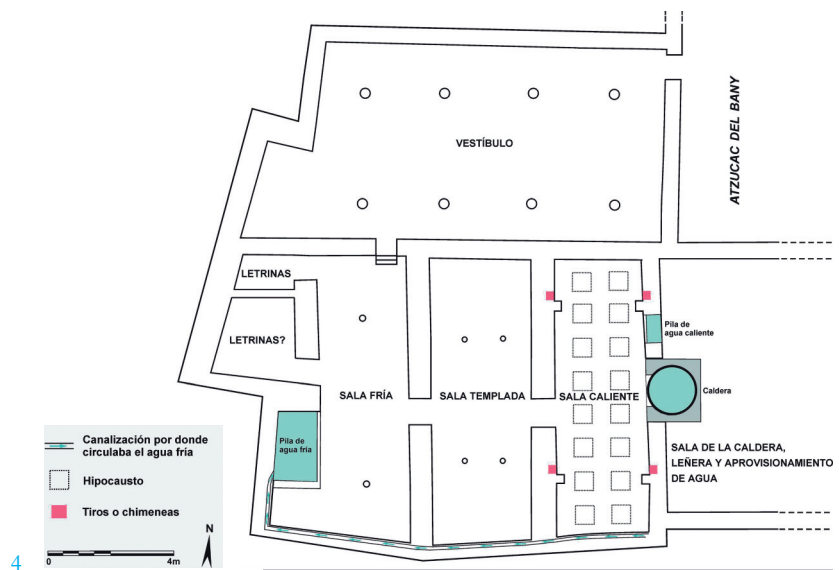 ATZUCAC DEL BANY
VESTÍBULO
LETRINAS
LETRINAS?
Pila de
agua caliente
SALA FRÍA
SALA TEMPLADA
SALA CALIENTE
Caldera
Pila de
agua fría
SALA DE LA CALDERA,
LEÑERA Y APROVISIONAMIENTO
DE AGUA
Canalización por donde
circulaba el agua fría
Hipocausto
Tiros o chimeneas
N
0
4m
4